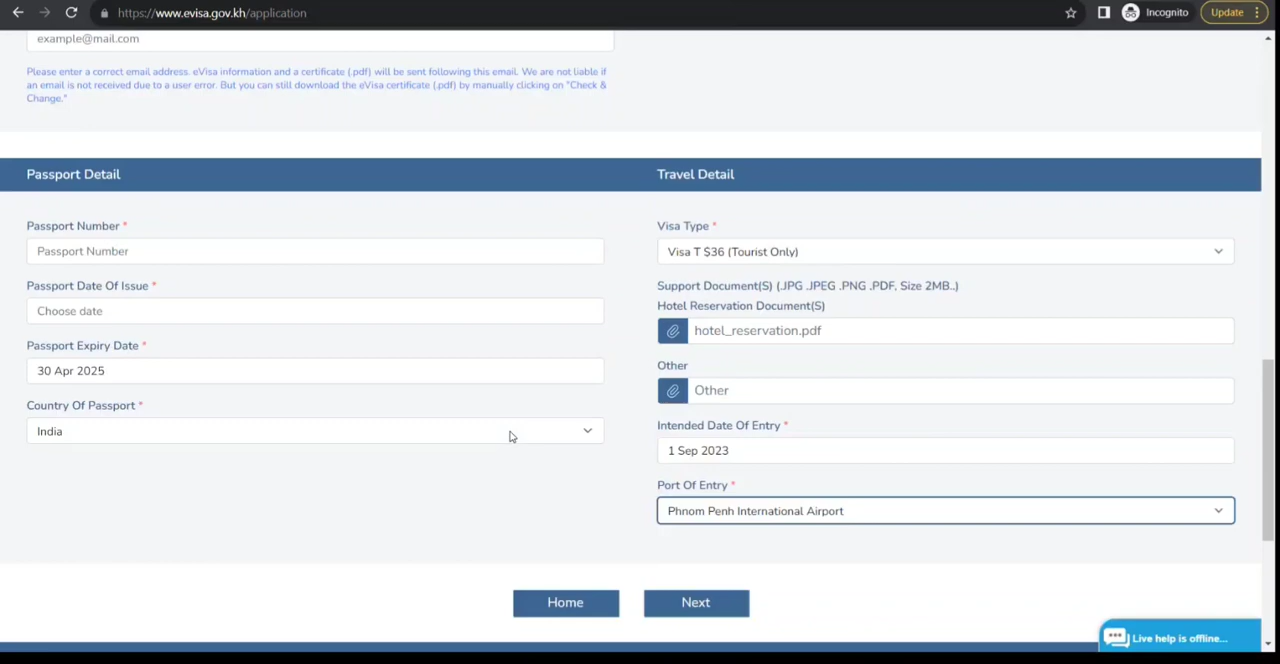 https://www.evisa.gov.kh/application
Incognito
Update
example@mail.com
Please enter a correct email address. eVisa information and a certificate (.pdf) will be sent following this email. We are not liable if
an email is not received due to a user error. But you can still download the eVisa certificate (.pdf) by manually clicking on "Check &
Change."
Passport Detail
Passport Number *
Passport Number
Passport Date Of Issue *
Choose date
Passport Expiry Date *
30 Apr 2025
Country Of Passport *
India
Travel Detail
Visa Type *
Visa T $36 (Tourist Only)
Support Document(S) (.JPG .JPEG .PNG .PDF, Size 2MB..)
Hotel Reservation Document(S)
hotel_reservation.pdf
Other
Other
Intended Date Of Entry *
1 Sep 2023
Port Of Entry *
Phnom Penh International Airport
Home
Next
Live help is offline...